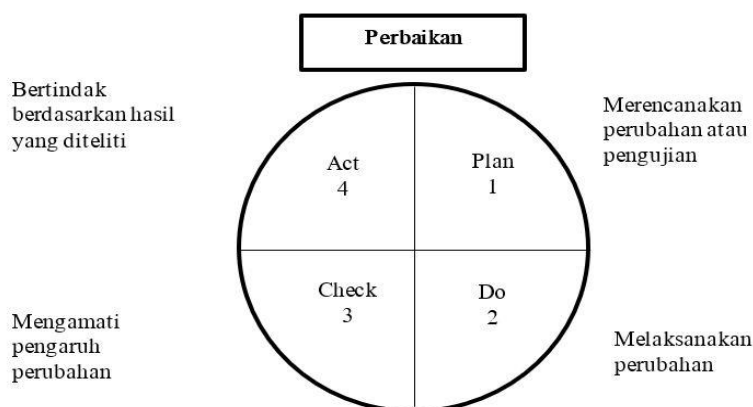 Perbaikan
Bertindak
berdasarkan hasil
yang diteliti
Merencanakan
perubahan atau
pengujian
Act
4
Plan
1
Check
3
Do
2
Mengamati
pengaruh
perubahan
Melaksanakan
perubahan